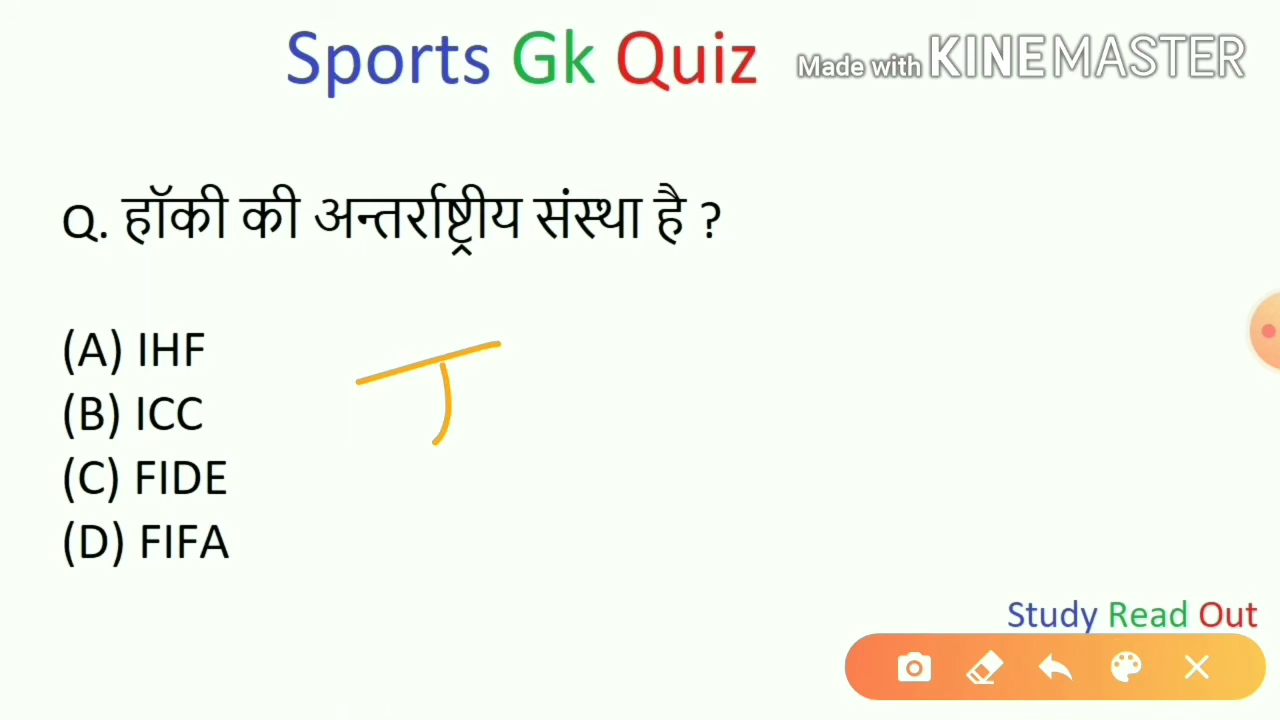 Sports Gk Quiz
Made with KINEMASTER
Q. हॉकी की अन्तर्राष्ट्रीय संस्था है ?
(A) IHF
(B) ICC
(C) FIDE
(D) FIFA
Study Read Out